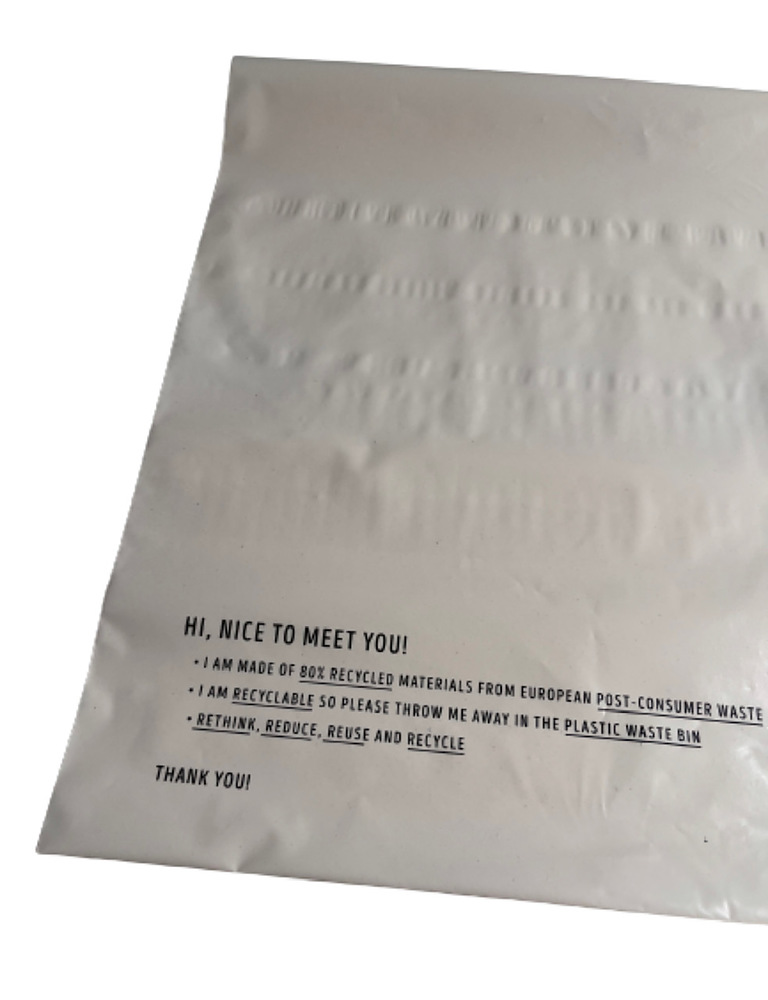 HI, NICE TO MEET YOU!
• I AM MADE OF 80% RECYCLED MATERIALS FROM EUROPEAN POST-CONSUMER WASTE
• I AM RECYCLABLE SO PLEASE THROW ME AWAY IN THE PLASTIC WASTE BIN
• RETHINK, REDUCE, REUSE AND RECYCLE
THANK YOU!